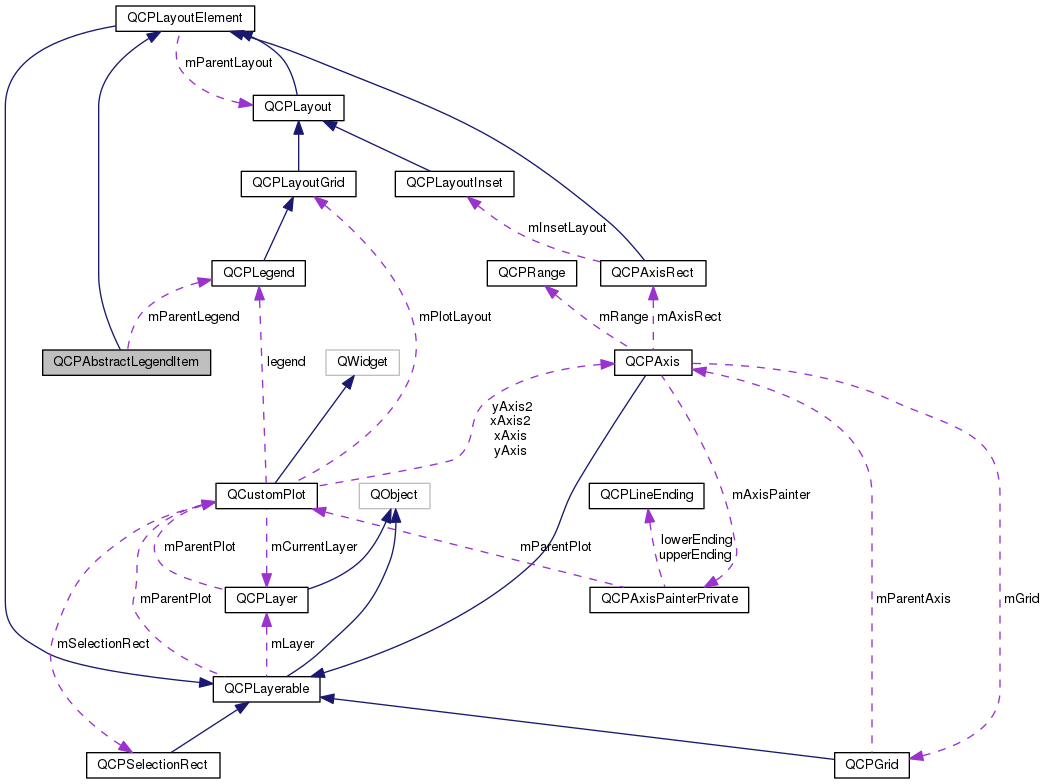 QCPLayoutElement
mParentLayout
QCPLayout
QCPLayoutGrid
QCPLayoutInset
mInsetLayout
QCPLegend
QCPRange
QCPAxisRect
mParentLegend
mPlotLayout
mRange
mAxisRect
QCPAbstractLegendItem
legend
QWidget
QCPAxis
yAxis2
xAxis2
xAxis
yAxis
QCustomPlot
QObject
QCPLineEnding
mAxisPainter
mParentPlot
mCurrentLayer
mParentPlot
lowerEnding
upperEnding
mParentPlot
QCPLayer
QCPAxisPainterPrivate
mParentAxis
mGrid
mSelectionRect
mLayer
QCPLayerable
QCPSelectionRect
QCPGrid